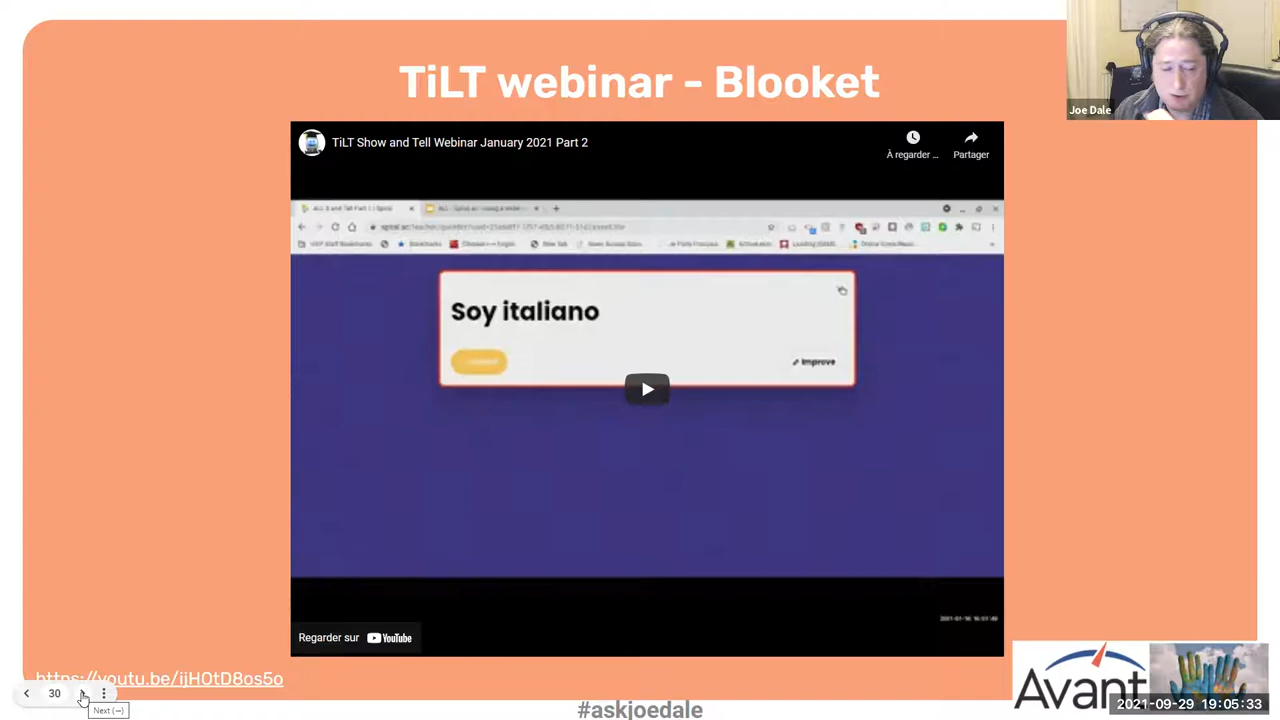 TiLT webinar - Blooket
Joe Dale
TiLT Show and Tell Webinar January 2021 Part 2
À regarder ...
Partager
Soy italiano
Improve
Regarder sur YouTube
https://youtu.be/ijHOtD8os5o
30
Next
#askjoedale
Avant
2021-09-29 19:05:33